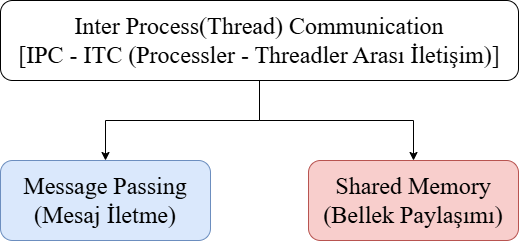 Inter Process(Thread) Communication
[IPC - ITC (Processler - Threadler Arası İletişim)]
Message Passing
(Mesaj İletme)
Shared Memory
(Bellek Paylaşımı)